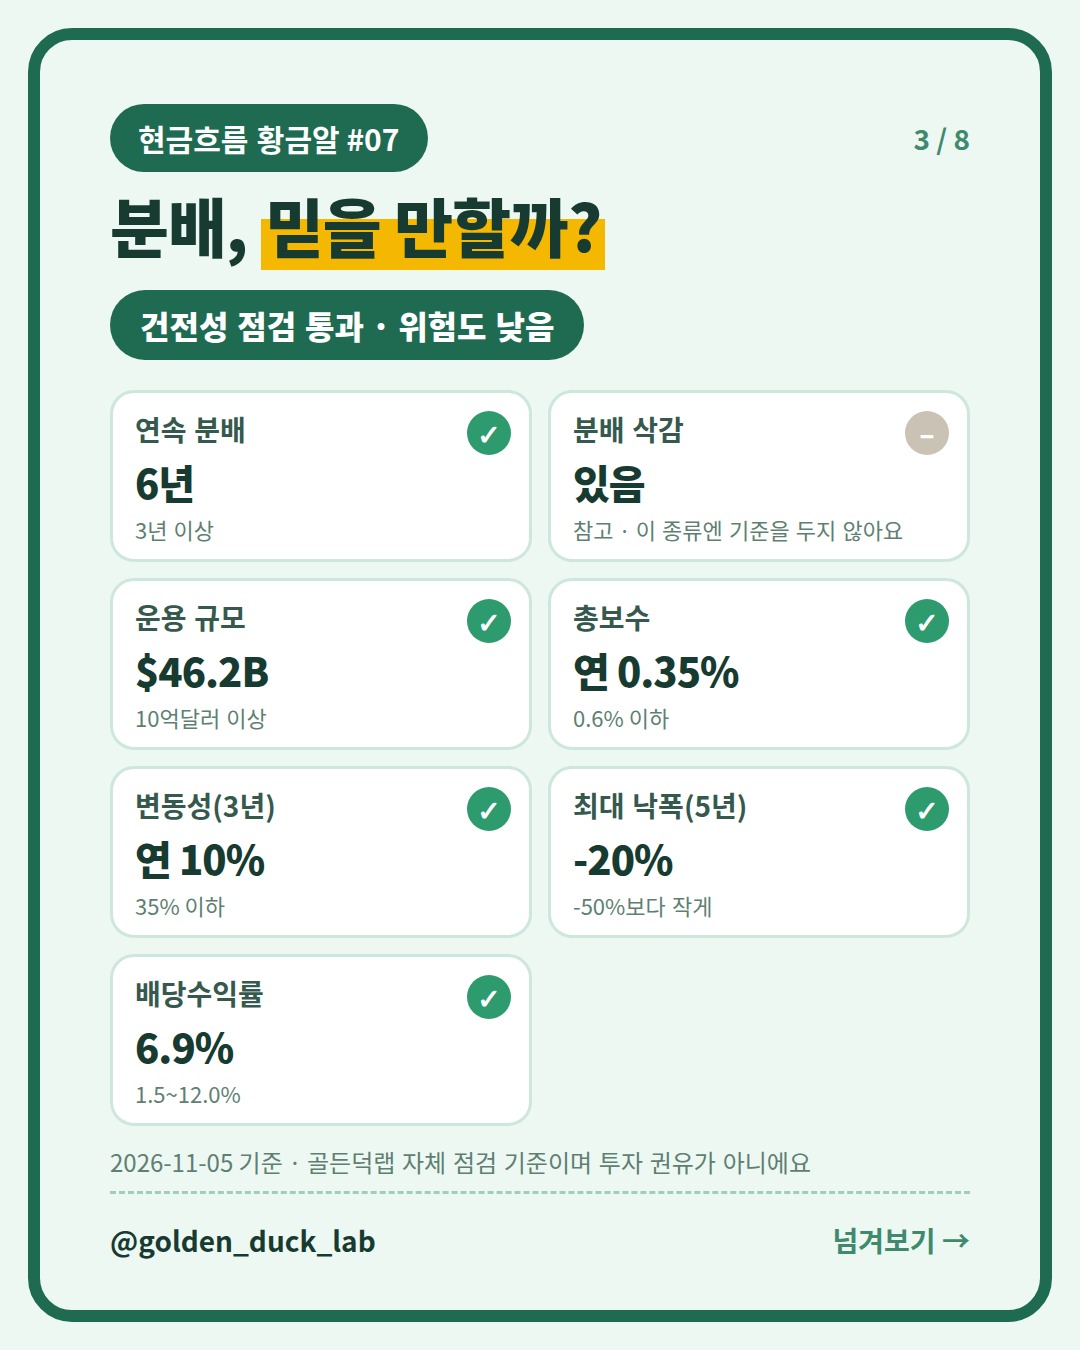 현금흐름 황금알 #07
3 / 8
분배, 믿을 만할까?
건전성 점검 통과 · 위험도 낮음
연속 분배
✓
6년
3년 이상
분배 삭감
–
있음
참고 · 이 종류엔 기준을 두지 않아요
운용 규모
✓
$46.2B
10억달러 이상
총보수
✓
연 0.35%
0.6% 이하
변동성(3년)
✓
연 10%
35% 이하
최대 낙폭(5년)
✓
-20%
-50%보다 작게
배당수익률
✓
6.9%
1.5~12.0%
2026-11-05 기준 · 골든덕랩 자체 점검 기준이며 투자 권유가 아니에요
@golden_duck_lab
넘겨보기 →